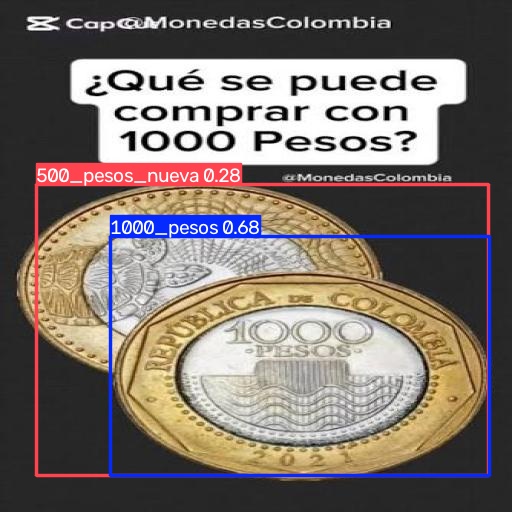 CapCut@MonedasColombia
¿Qué se puede
comprar con
1000 Pesos?
@MonedasColombia
500_pesos_nueva 0.28
1000_pesos 0.68
REPUBLICA DE COLOMBIA
1000
·PESOS·
2021